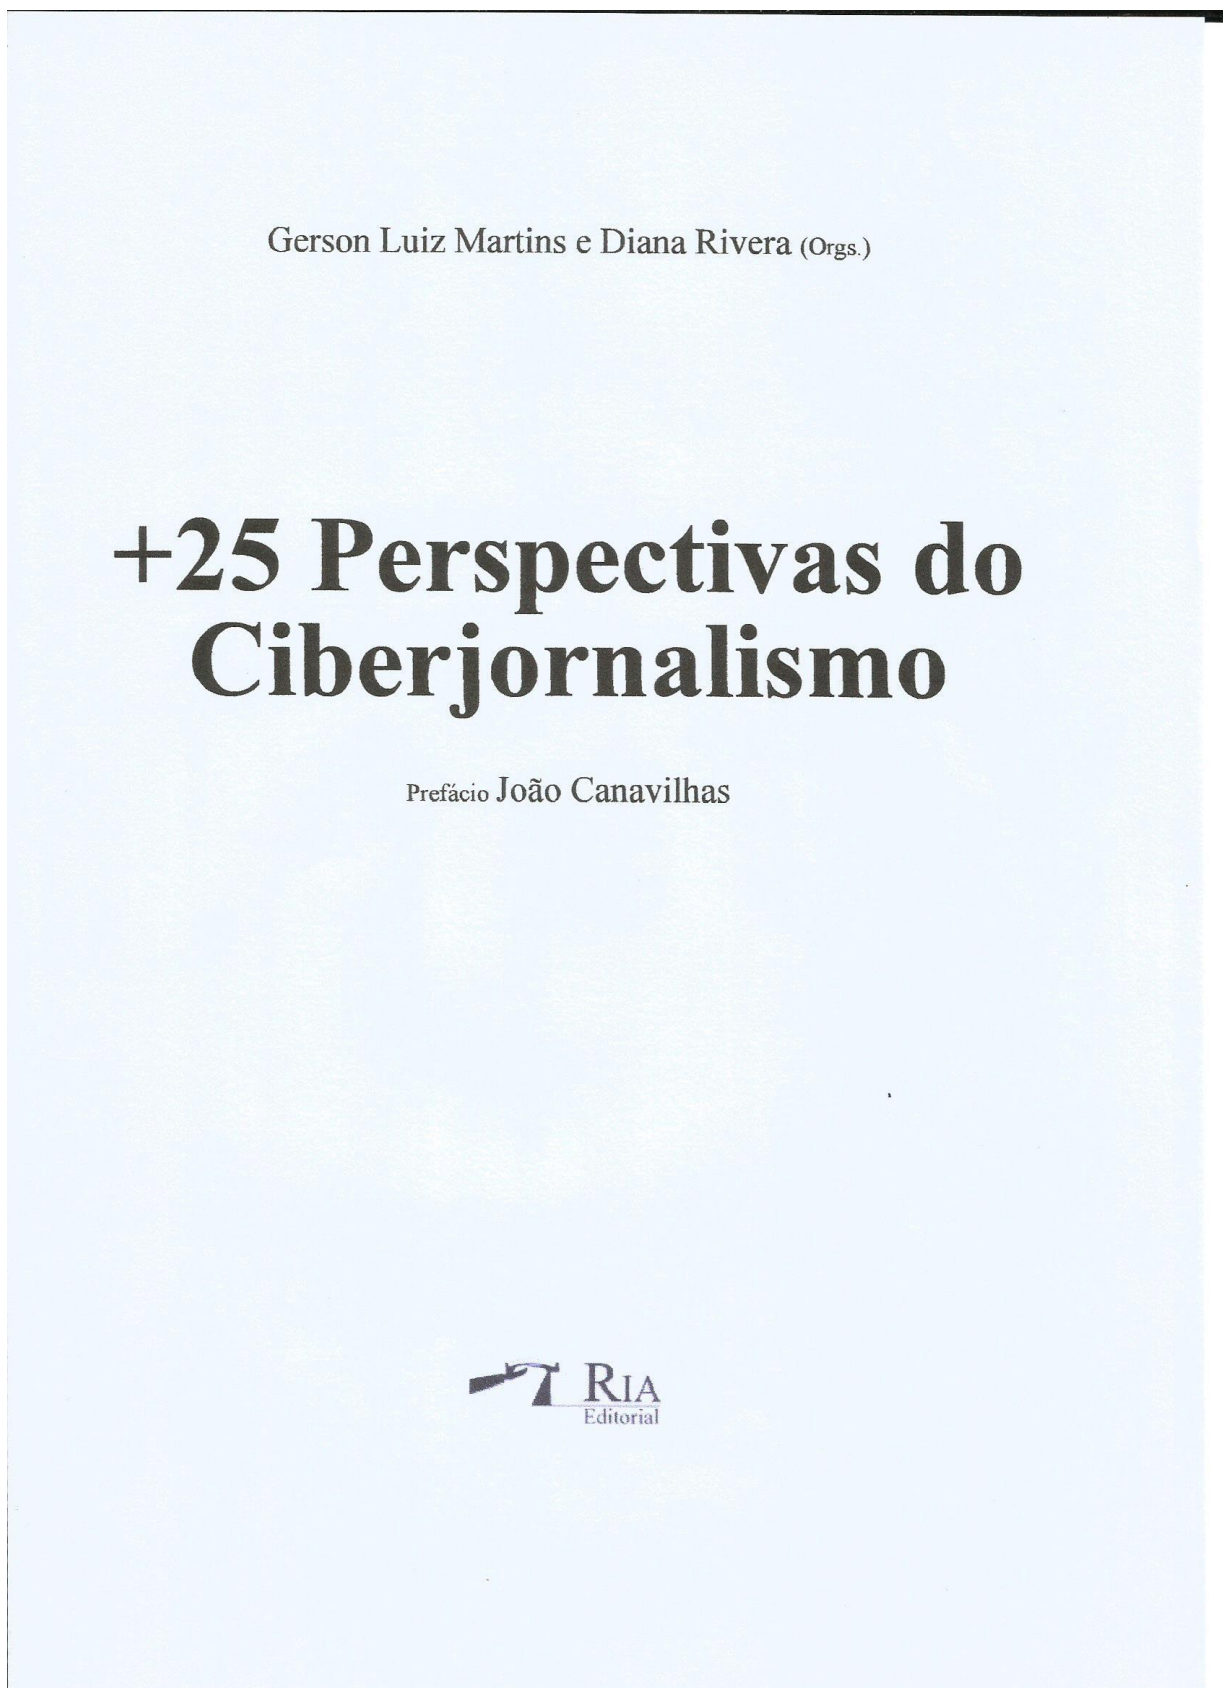 Gerson Luiz Martins e Diana Rivera (Orgs.)
+25 Perspectivas do
Ciberjornalismo
Prefácio João Canavilhas
RIA
Editorial